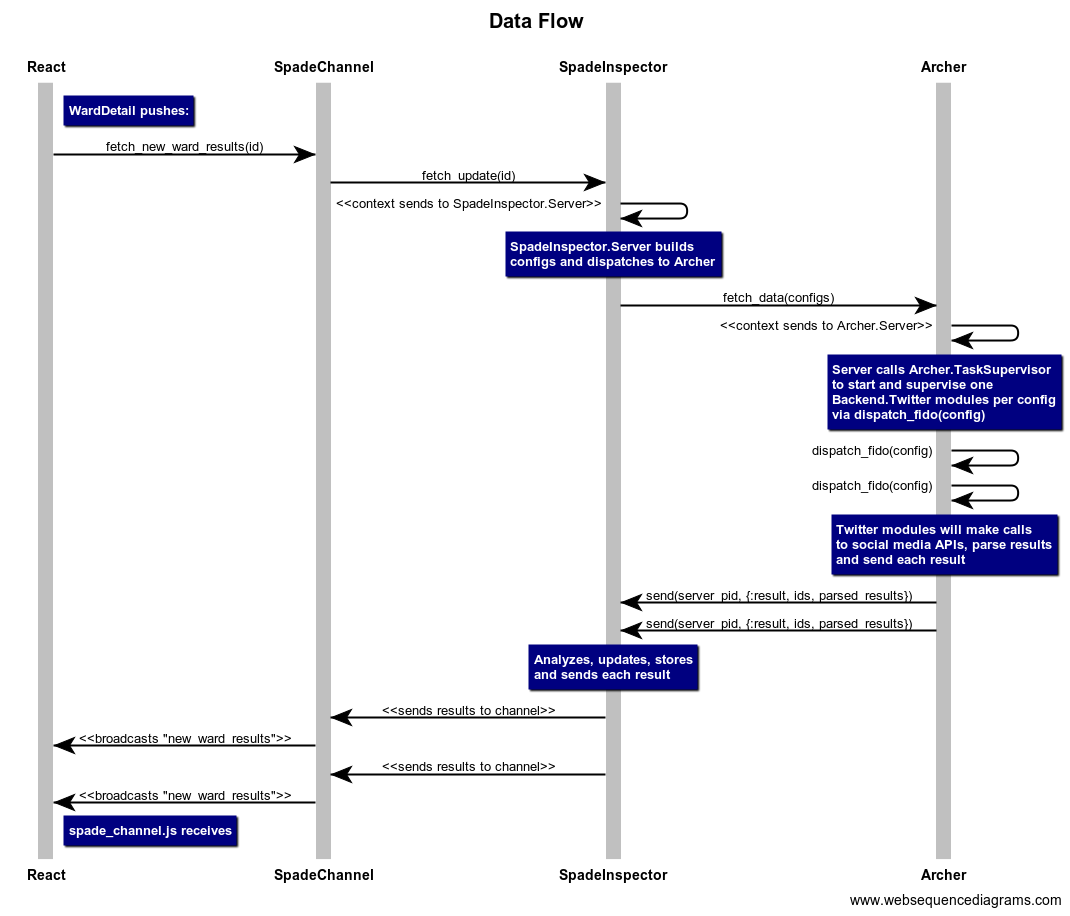 Data Flow
React SpadeChannel SpadeInspector Archer
WardDetail pushes:
fetch_new_ward_results(id)
fetch_update(id)
<<context sends to SpadeInspector.Server>>
SpadeInspector.Server builds
configs and dispatches to Archer
fetch_data(configs)
<<context sends to Archer.Server>>
Server calls Archer.TaskSupervisor
to start and supervise one
Backend.Twitter modules per config
via dispatch_fido(config)
dispatch_fido(config)
dispatch_fido(config)
Twitter modules will make calls
to social media APIs, parse results
and send each result
send(server_pid, {:result, ids, parsed_results})
send(server_pid, {:result, ids, parsed_results})
Analyzes, updates, stores
and sends each result
<<sends results to channel>>
<<broadcasts "new_ward_results">>
<<sends results to channel>>
<<broadcasts "new_ward_results">>
spade_channel.js receives
React SpadeChannel SpadeInspector Archer
www.websequencediagrams.com